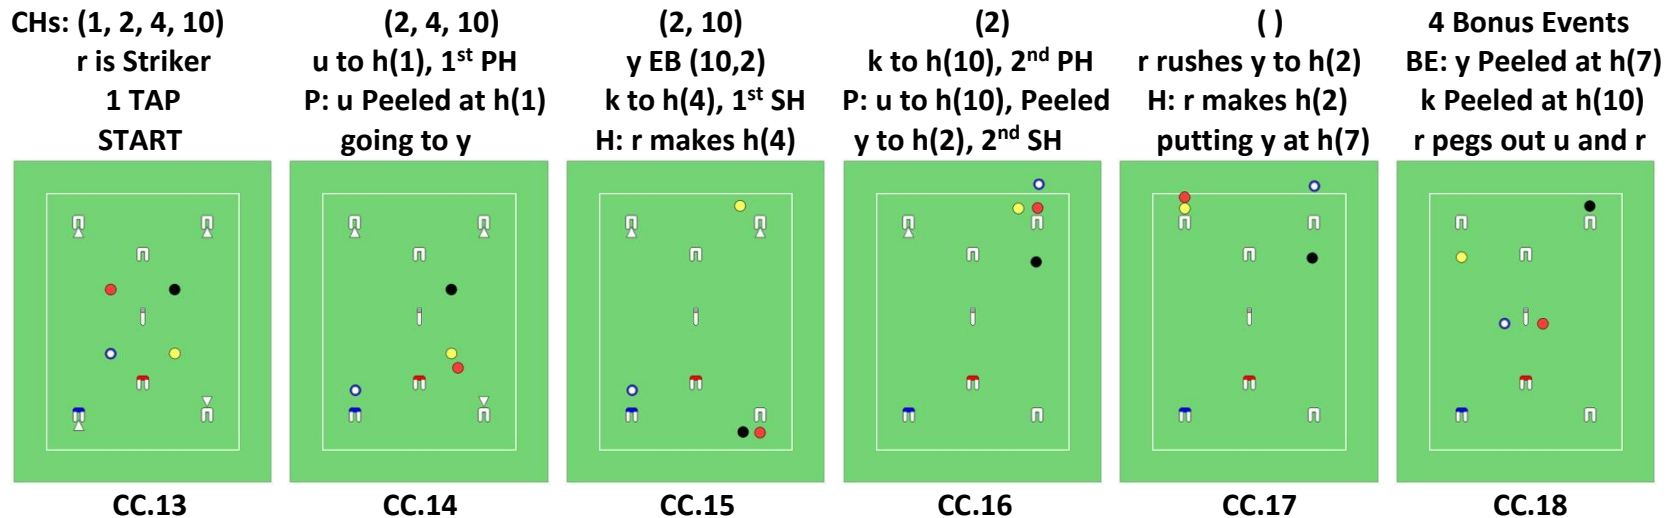 CHs: (1, 2, 4, 10)
r is Striker
1 TAP
START
(2, 4, 10)
u to h(1), 1st PH
P: u Peeled at h(1)
going to y
(2, 10)
y EB (10,2)
k to h(4), 1st SH
H: r makes h(4)
(2)
k to h(10), 2nd PH
P: u to h(10), Peeled
y to h(2), 2nd SH
( )
r rushes y to h(2)
H: r makes h(2)
putting y at h(7)
4 Bonus Events
BE: y Peeled at h(7)
k Peeled at h(10)
r pegs out u and r
CC.13
CC.14
CC.15
CC.16
CC.17
CC.18